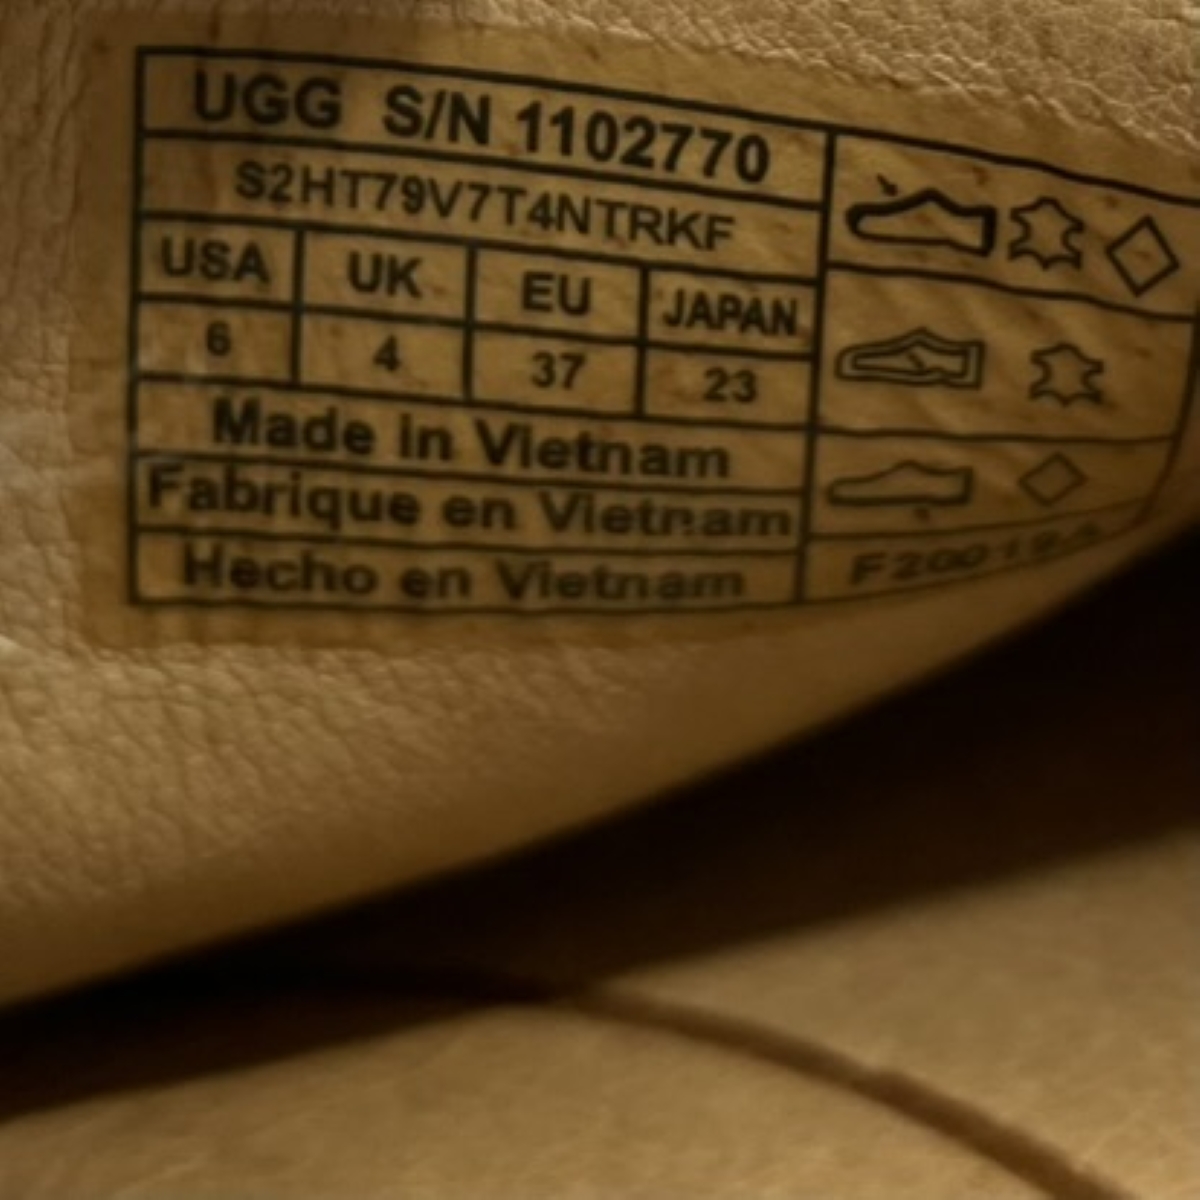 UGG S/N 1102770
S2HT79V7T4NTRKF
USA UK EU JAPAN
6 4 37 23
Made in Vietnam
Fabrique en Vietnam
Hecho en Vietnam